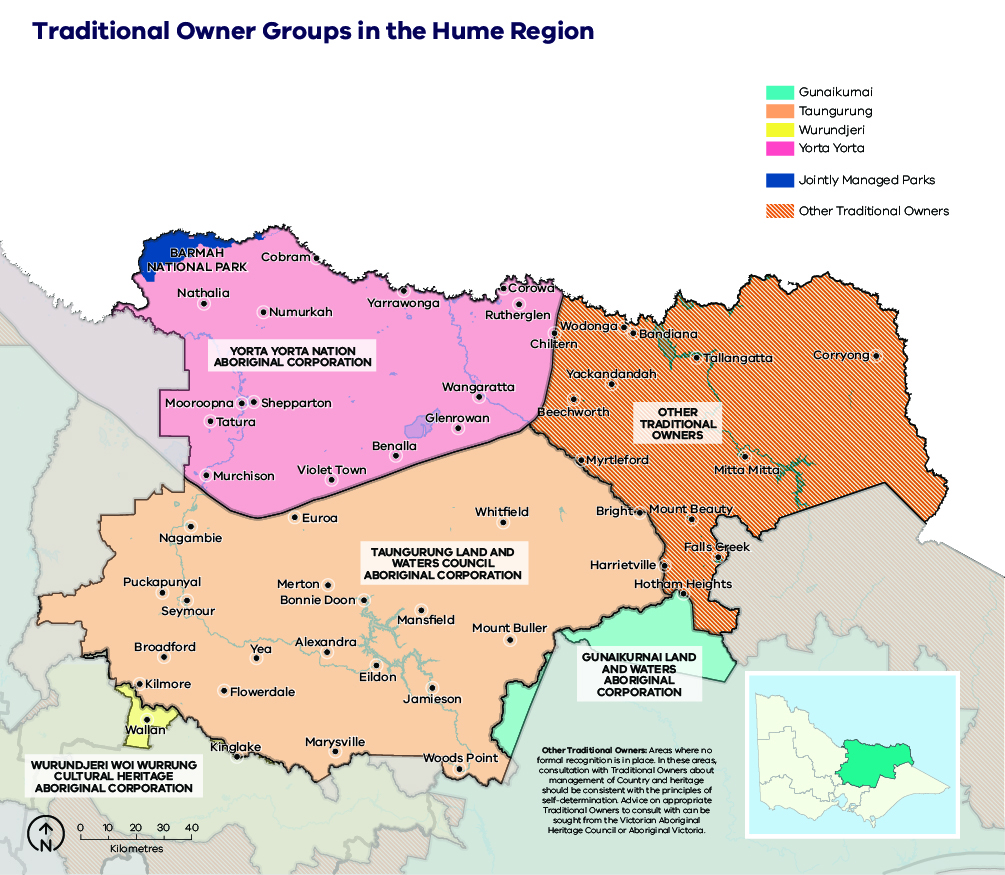 Traditional Owner Groups in the Hume Region
Gunaikurnai
Taungurung
Wurundjeri
Yorta Yorta
Jointly Managed Parks
Other Traditional Owners
BARMAH
NATIONAL PARK
Cobram
Nathalia
Numurkah
Yarrawonga
Corowa
Rutherglen
Wodonga
Bandiana
Chiltern
YORTA YORTA NATION
ABORIGINAL CORPORATION
Tallangatta
Corryong
Yackandandah
Wangaratta
Mooroopna
Shepparton
Beechworth
Tatura
Glenrowan
OTHER
TRADITIONAL
OWNERS
Benalla
Myrtleford
Mitta Mitta
Murchison
Violet Town
Euroa
Whitfield
Bright
Mount Beauty
Nagambie
Falls Creek
TAUNGURUNG LAND AND
WATERS COUNCIL
ABORIGINAL CORPORATION
Harrietville
Hotham Heights
Puckapunyal
Merton
Bonnie Doon
Seymour
Mansfield
Mount Buller
Broadford
Yea
Alexandra
Eildon
GUNAIKURNAI LAND
AND WATERS
ABORIGINAL
CORPORATION
Kilmore
Flowerdale
Jamieson
Wallan
Kinglake
Marysville
Woods Point
WURUNDJERI WOI WURRUNG
CULTURAL HERITAGE
ABORIGINAL CORPORATION
Other Traditional Owners: Areas where no
formal recognition is in place. In these areas,
consultation with Traditional Owners about
management of Country and heritage
should be consistent with the principles of
self-determination. Advice on appropriate
Traditional Owners to consult with can be
sought from the Victorian Aboriginal
Heritage Council or Aboriginal Victoria.
N
0 10 20 30 40
Kilometres